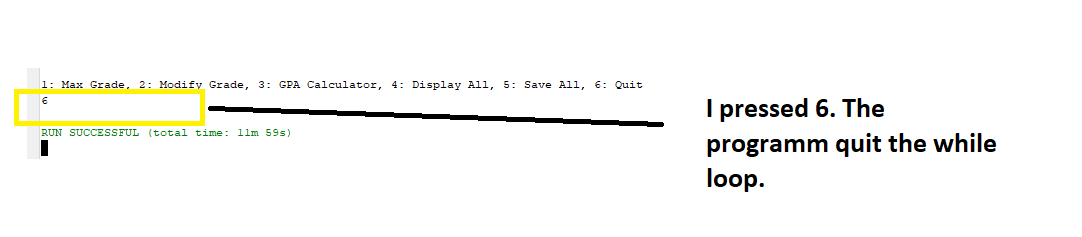 1: Max Grade, 2: Modify Grade, 3: GPA Calculator, 4: Display All, 5: Save All, 6: Quit
6
RUN SUCCESSFUL (total time: 11m 59s)
I pressed 6. The
programm quit the while
loop.